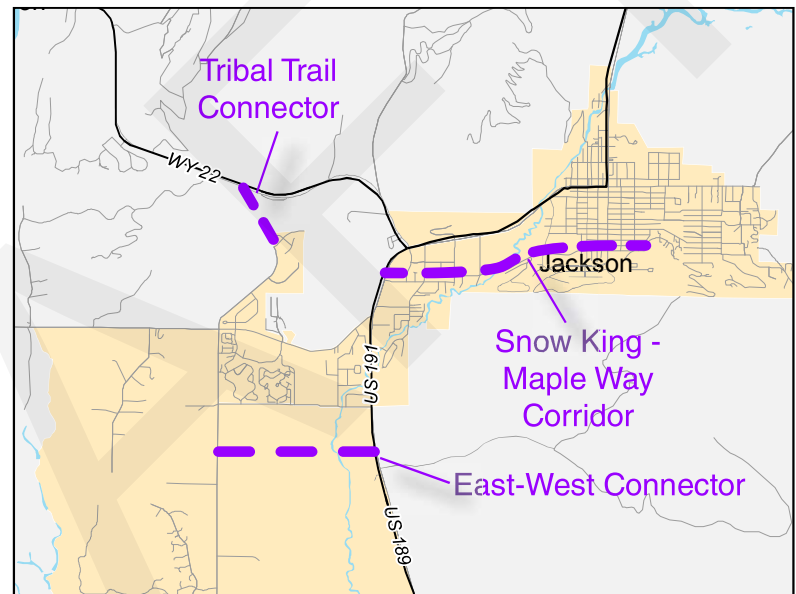 Tribal Trail
Connector
WY-22
Jackson
Snow King -
Maple Way
Corridor
US-191
East-West Connector
US-189